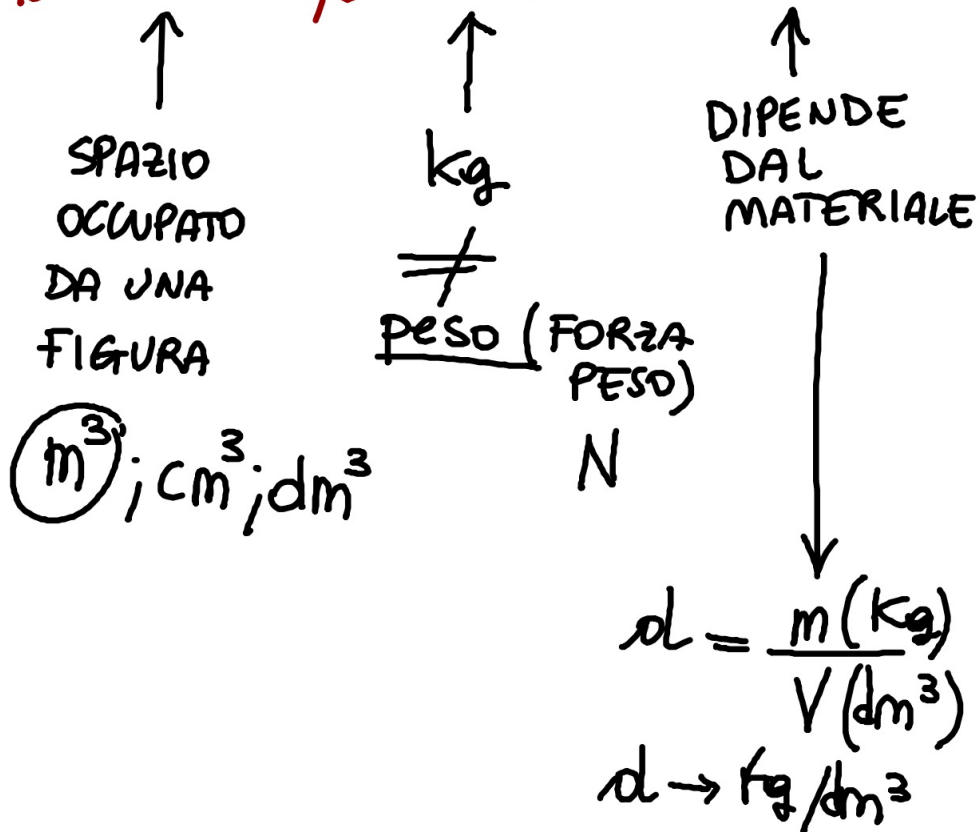 SPAZIO
OCCUPATO
DA UNA
FIGURA
m³; cm³; dm³
kg
≠
peso (FORZA
PESO)
N
DIPENDE
DAL
MATERIALE
d = m (Kg) / V (dm³)
d → kg/dm³